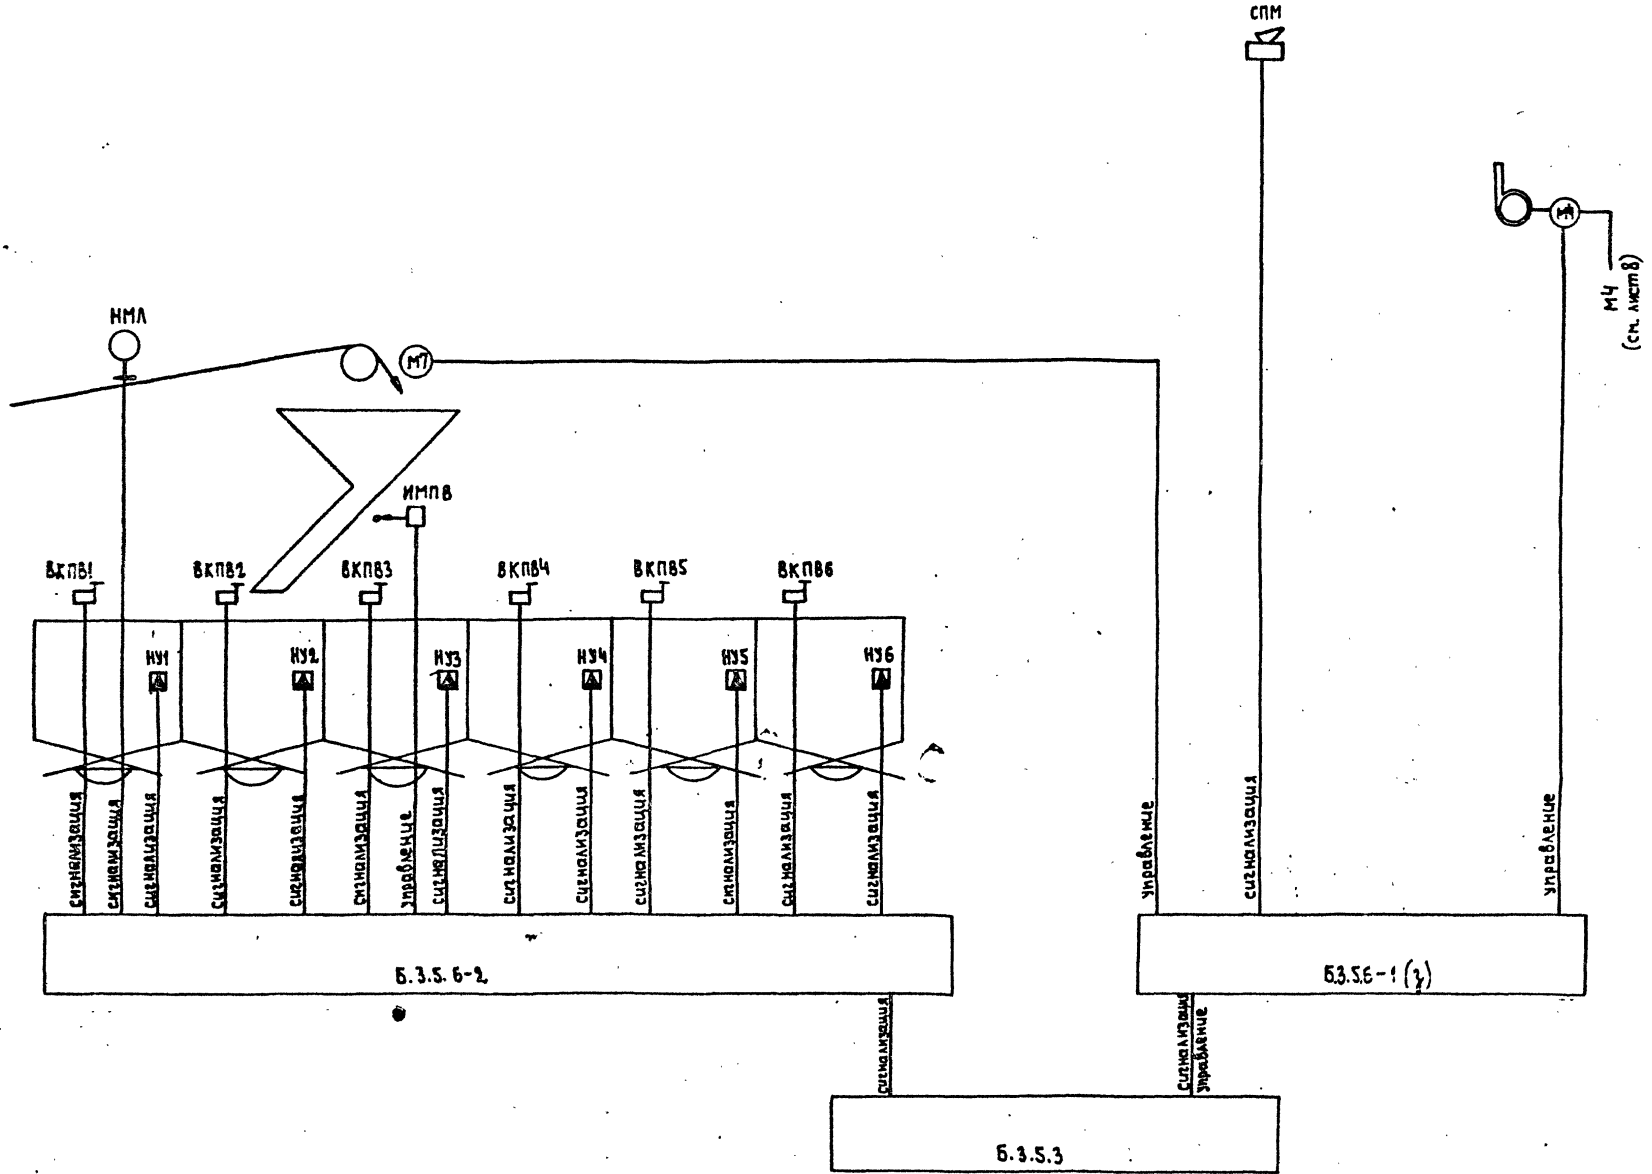 СПМ
М4
(см. лист 8)
НМЛ
М7
ИМПВ
ВКПВ1
ВКПВ2
ВКПВ3
ВКПВ4
ВКПВ5
ВКПВ6
НУ1
НУ2
НУ3
НУ4
НУ5
НУ6
сигнализация
сигнализация
сигнализация
сигнализация
сигнализация
сигнализация
управление
сигнализация
сигнализация
сигнализация
сигнализация
сигнализация
сигнализация
сигнализация
управление
сигнализация
управление
Б.3.5.6-2
Б.3.5.6-1(з)
сигнализация
сигнализация
управление
Б.3.5.3